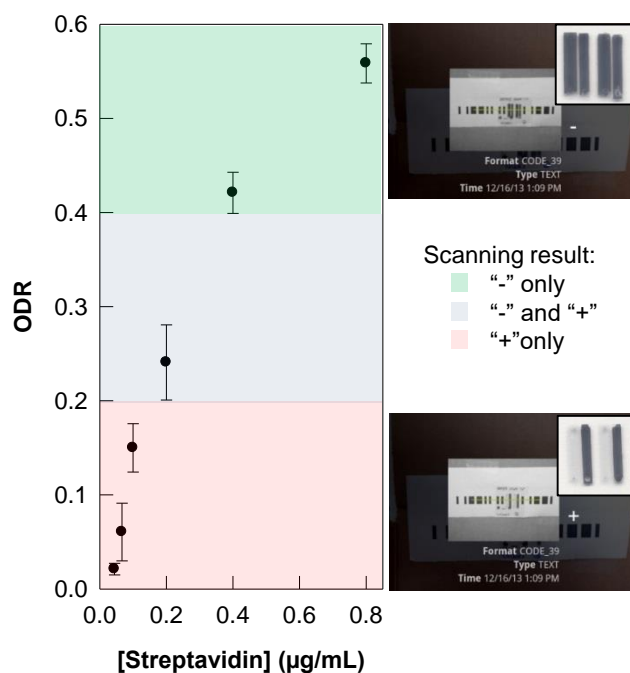 0.6
0.5
0.4
0.3
0.2
0.1
0.0
ODR
0.0 0.2 0.4 0.6 0.8
[Streptavidin] (µg/mL)
-
Format CODE_39
Type TEXT
Time 12/16/13 1:09 PM
Scanning result:
“-” only
“-” and “+”
“+”only
+
Format CODE_39
Type TEXT
Time 12/16/13 1:09 PM